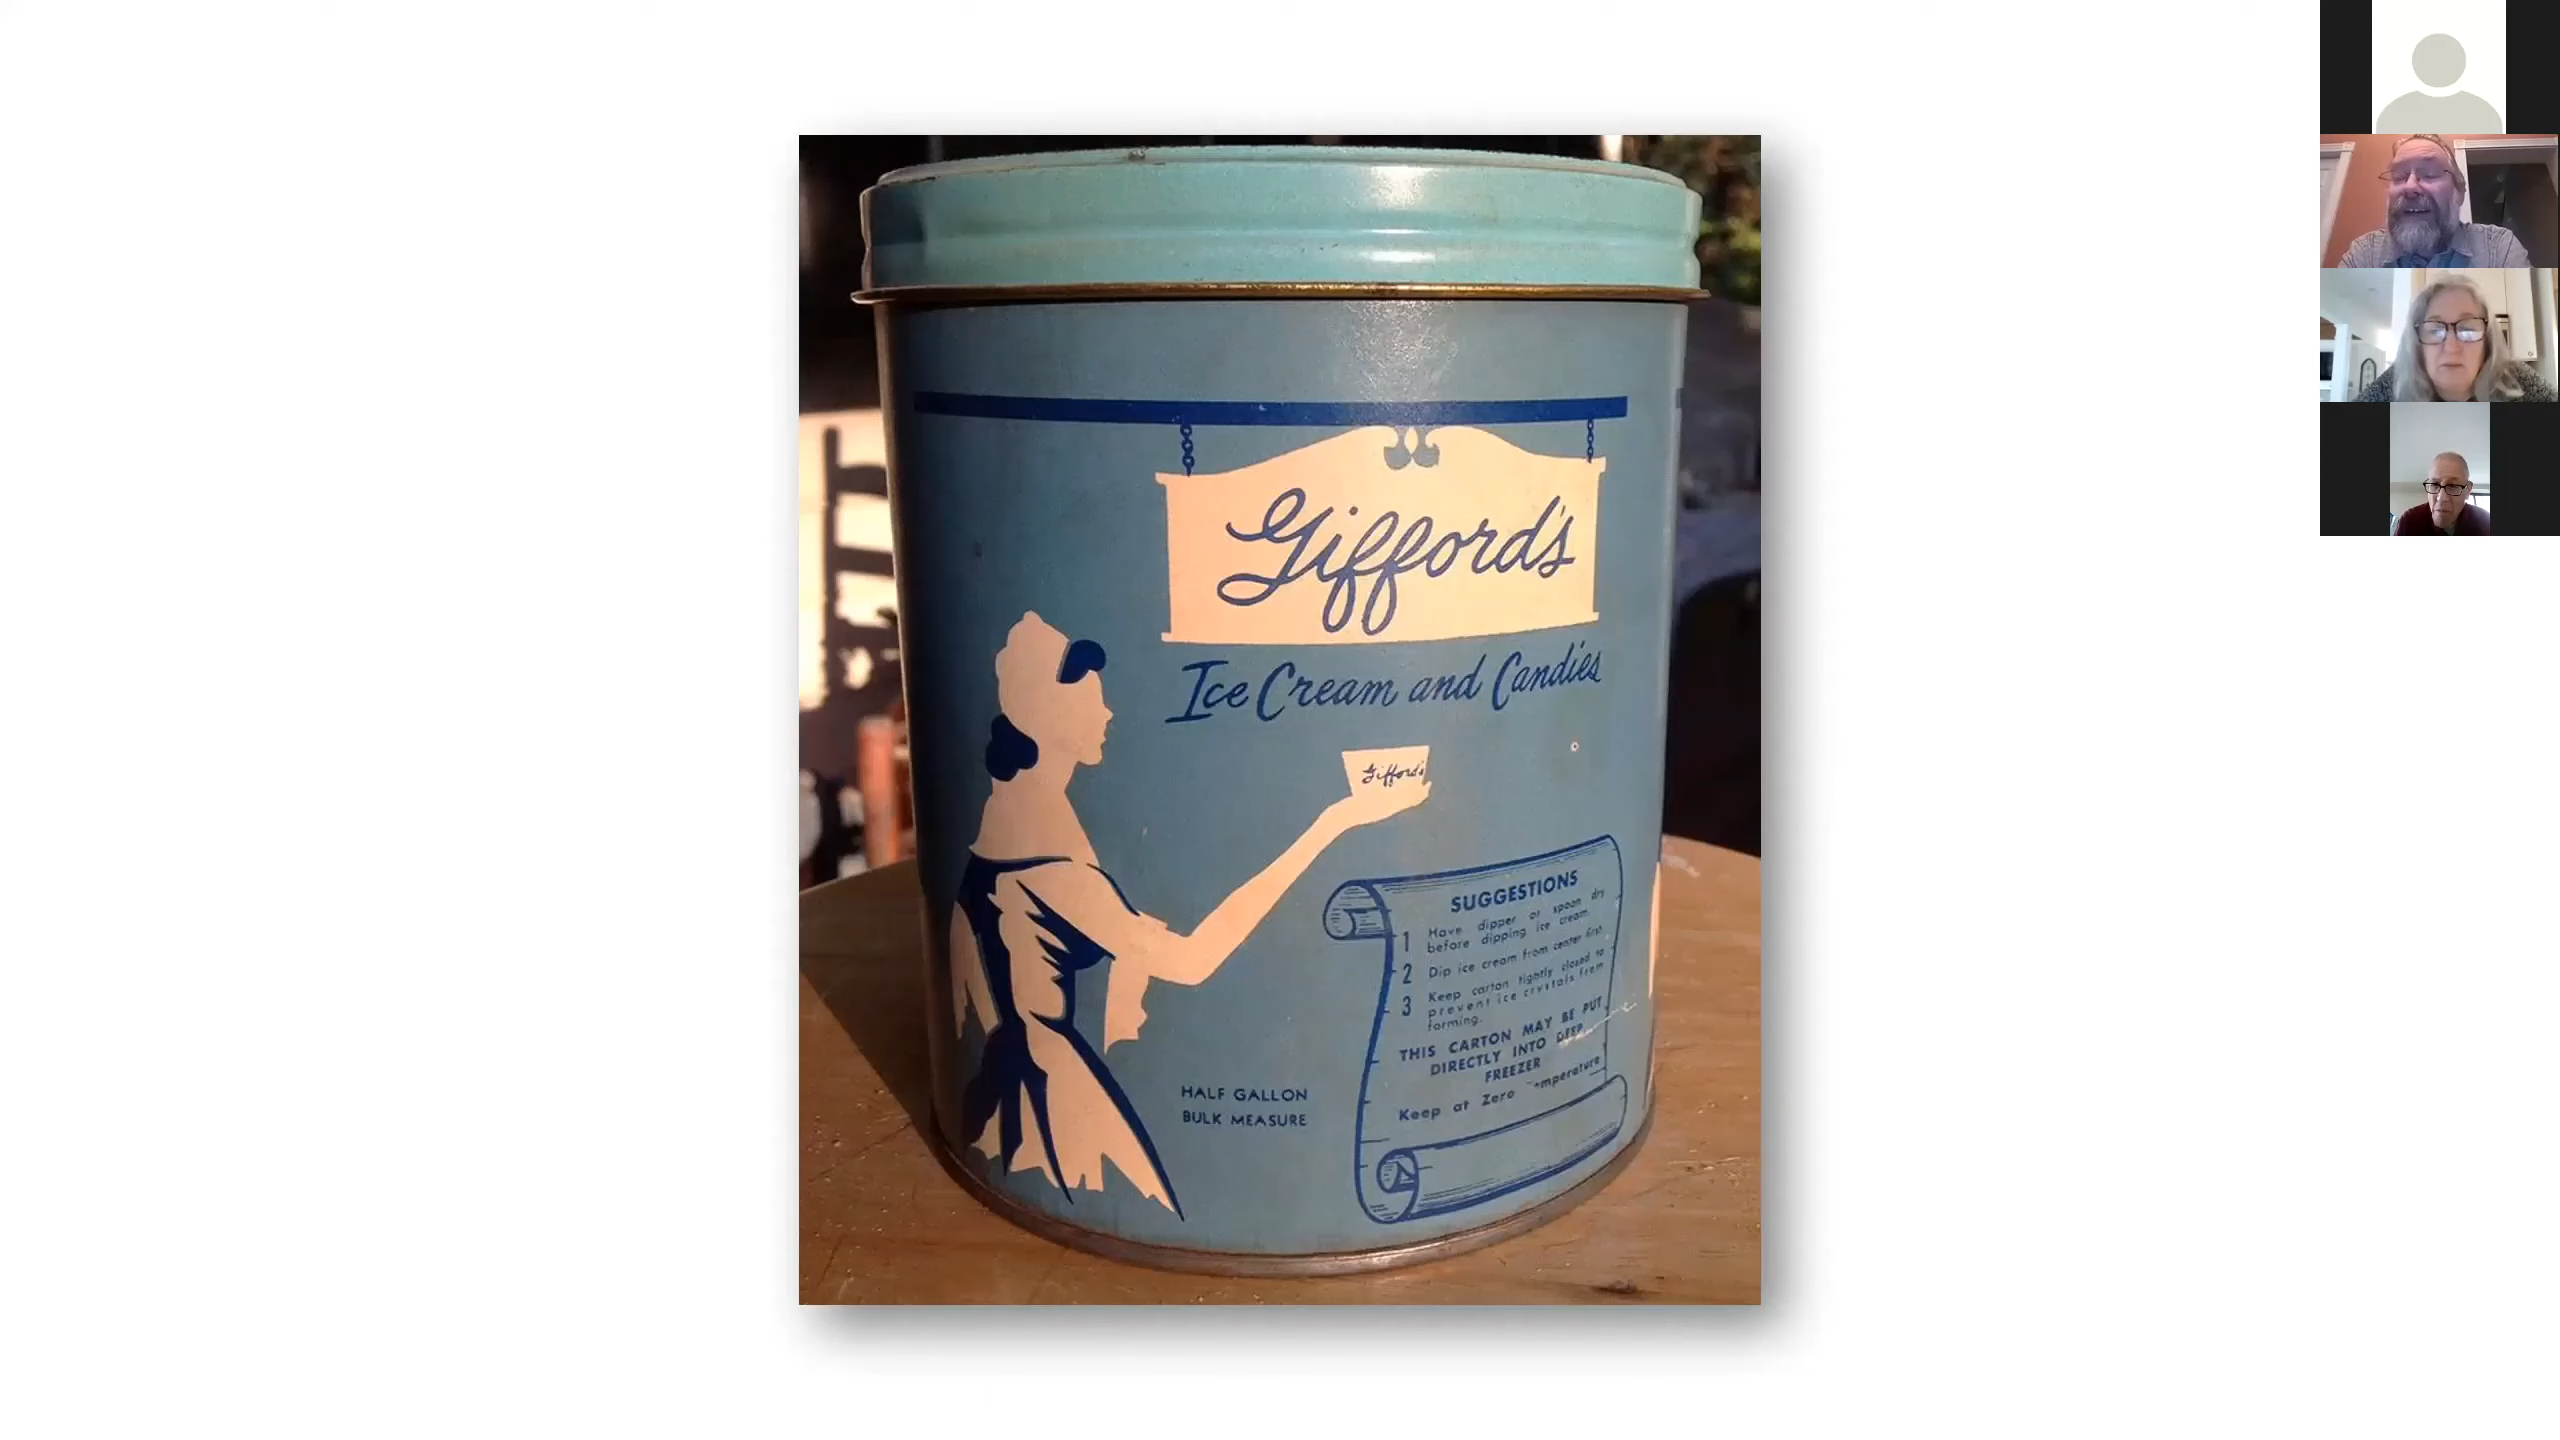 Gifford's
Ice Cream and Candies
Gifford's
SUGGESTIONS
1 Have dipper or spoon dry
before dipping ice cream.
2 Dip ice cream from center first
3 Keep carton tightly closed to
prevent ice crystals from
forming.
THIS CARTON MAY BE PUT
DIRECTLY INTO DEEP
FREEZER
Keep at Zero Temperature
HALF GALLON
BULK MEASURE